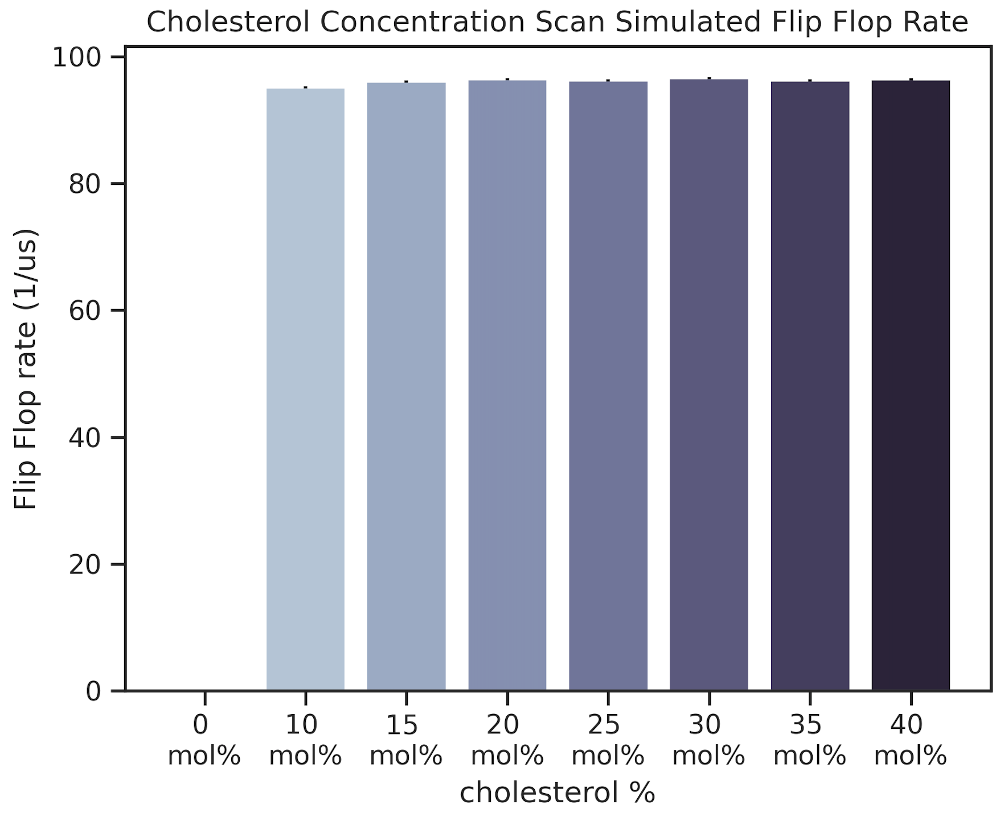 Cholesterol Concentration Scan Simulated Flip Flop Rate
Flip Flop rate (1/us)
100
80
60
40
20
0
0 10 15 20 25 30 35 40
mol% mol% mol% mol% mol% mol% mol% mol%
cholesterol %